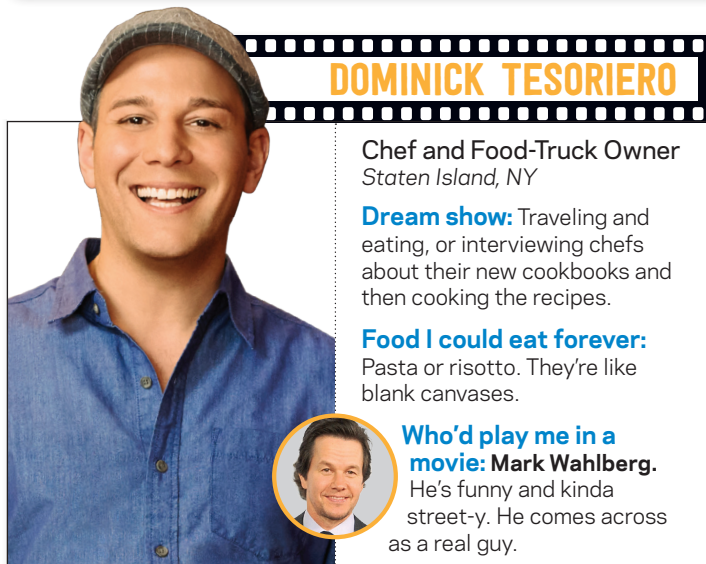 DOMINICK TESORIERO
Chef and Food-Truck Owner
Staten Island, NY
Dream show: Traveling and
eating, or interviewing chefs
about their new cookbooks and
then cooking the recipes.
Food I could eat forever:
Pasta or risotto. They’re like
blank canvases.
Who’d play me in a
movie: Mark Wahlberg.
He’s funny and kinda
street-y. He comes across
as a real guy.